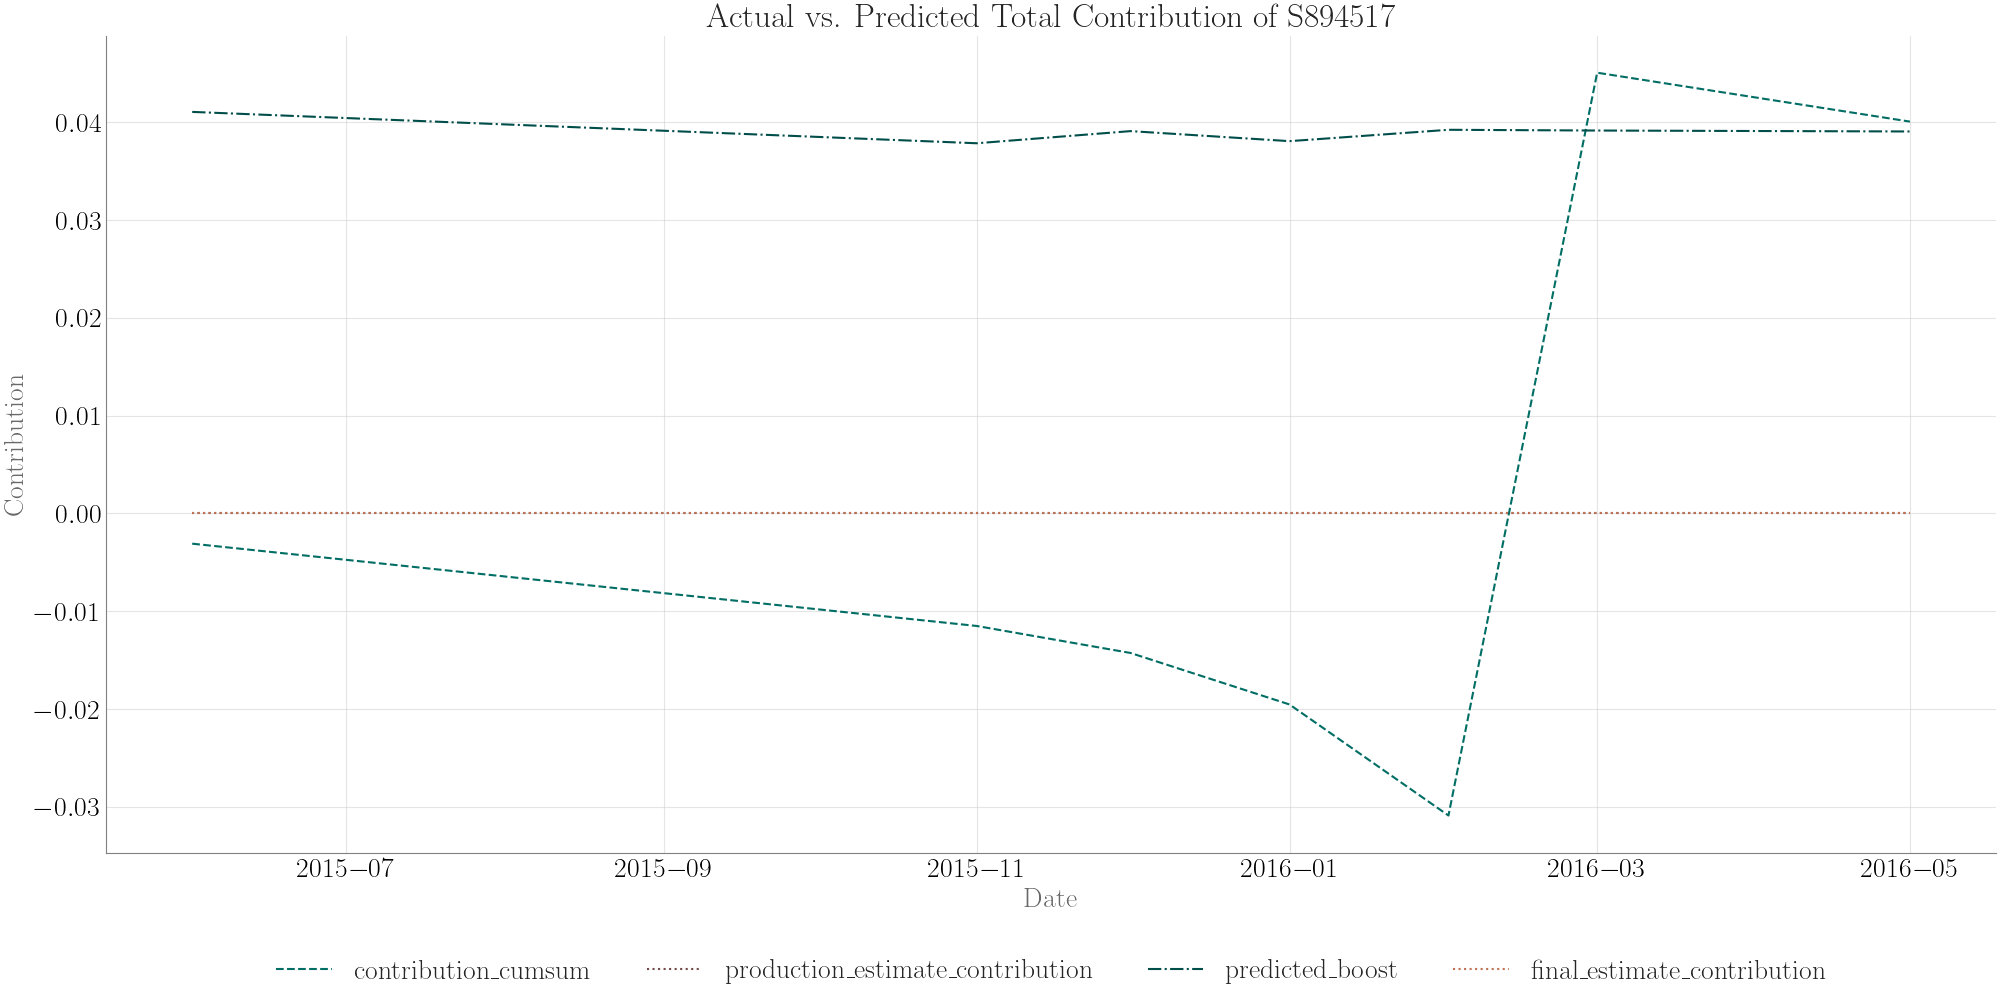 Actual vs. Predicted Total Contribution of S894517
Contribution
0.04
0.03
0.02
0.01
0.00
−0.01
−0.02
−0.03
2015−07
2015−09
2015−11
2016−01
2016−03
2016−05
Date
contribution_cumsum
production_estimate_contribution
predicted_boost
final_estimate_contribution